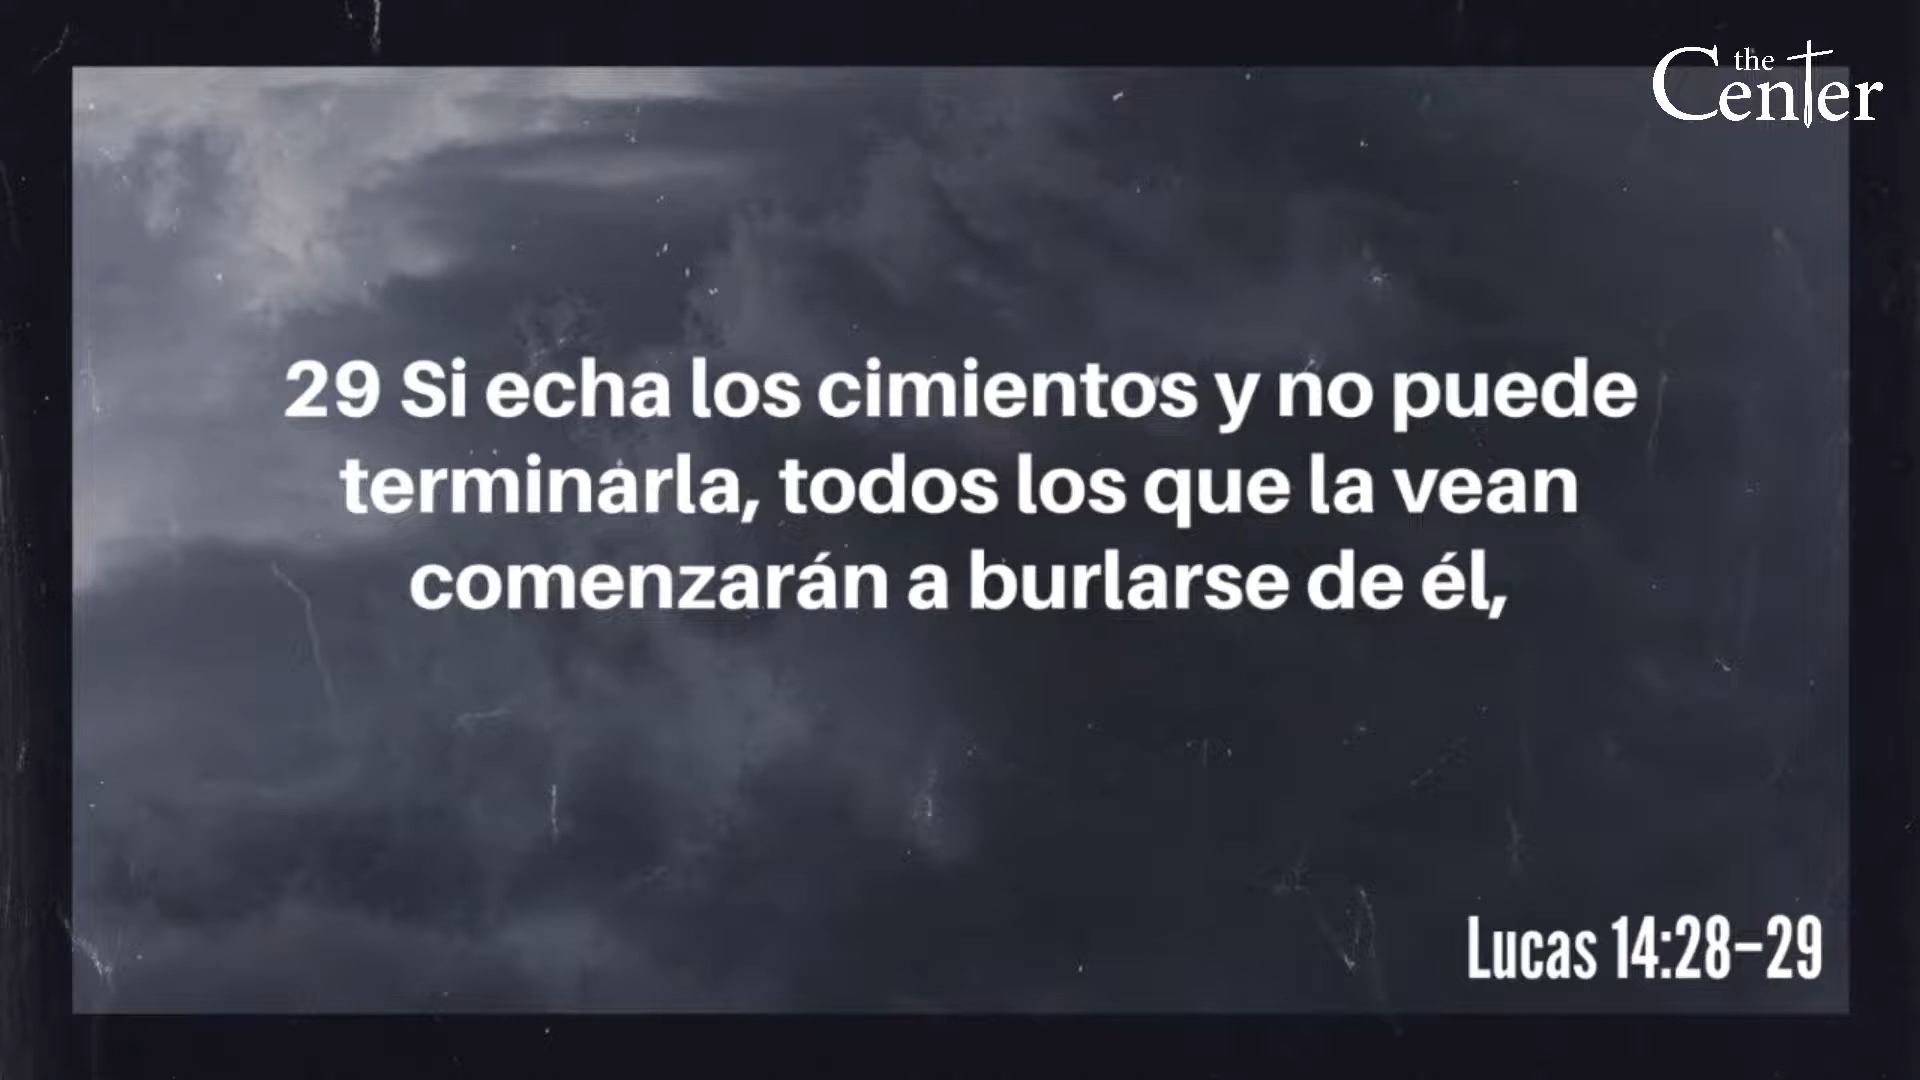 the
Center
29 Si echa los cimientos y no puede
terminarla, todos los que la vean
comenzarán a burlarse de él,
Lucas 14:28–29